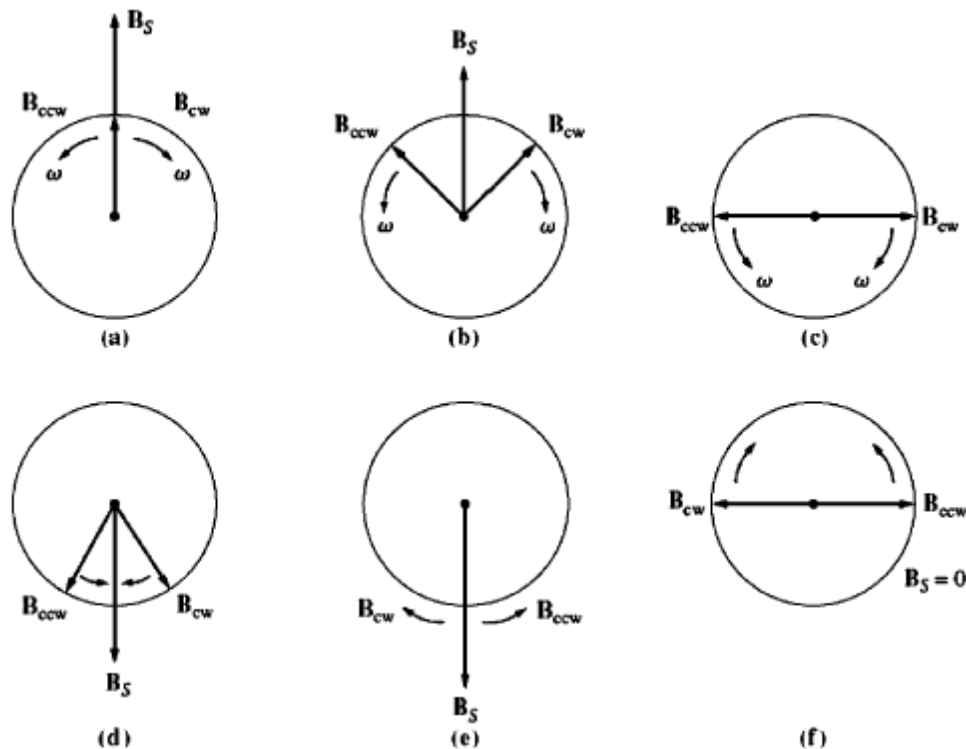 B_S
B_ccw B_cw
ω ω
(a)
B_S
B_ccw B_cw
ω ω
(b)
B_ccw B_cw
ω ω
(c)
B_ccw B_cw
B_S
(d)
B_cw B_ccw
B_S
(e)
B_cw B_ccw
B_S = 0
(f)